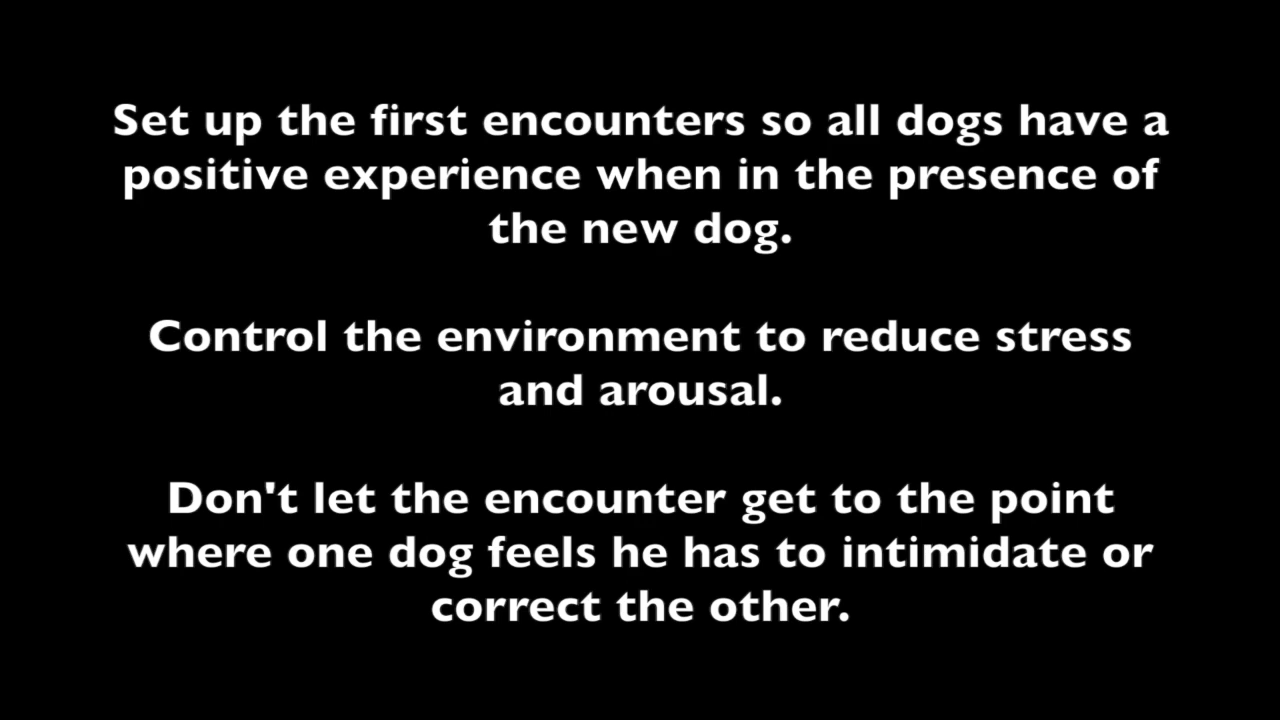 Set up the first encounters so all dogs have a
positive experience when in the presence of
the new dog.
Control the environment to reduce stress
and arousal.
Don't let the encounter get to the point
where one dog feels he has to intimidate or
correct the other.